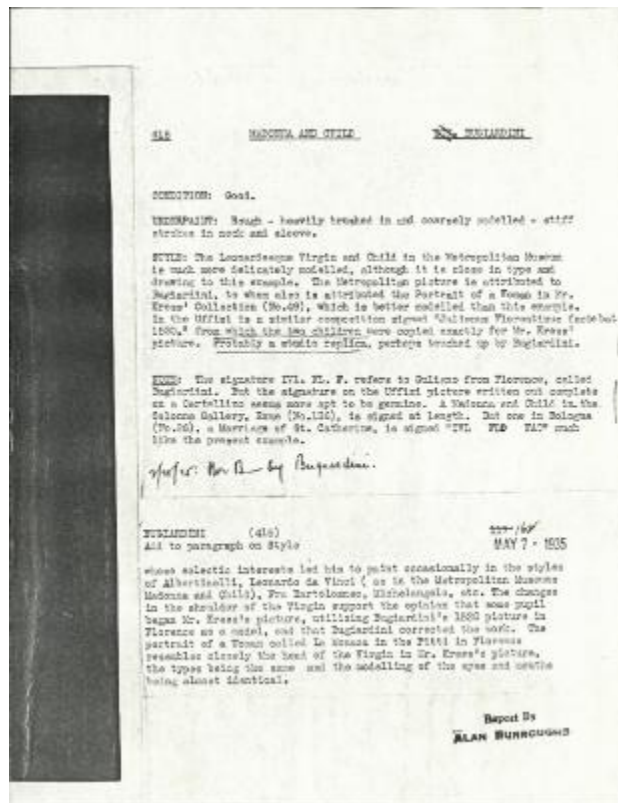 416 MADONNA AND CHILD BUGIARDINI
CONDITION: Good.
UNDERPAINT: Rough - heavily brushed in and coarsely modelled - stiff
strokes in neck and sleeve.
STYLE: The Leonardesque Virgin and Child in the Metropolitan Museum
is much more delicately modelled, although it is close in type and
drawing to this example. The Metropolitan picture is attributed to
Bugiardini, to whom also is attributed the Portrait of a Woman in Mr.
Kress' Collection (No.49), which is better modelled than this example.
In the Uffizi is a similar composition signed "Julianus Florentinus facebat
1520," from which the two children were copied exactly for Mr. Kress'
picture. Probably a studio replica, perhaps touched up by Bugiardini.
NOTE: The signature IVL. FL. F. refers to Guliano from Florence, called
Bugiardini. But the signature on the Uffizi picture written out complete
on a Cartellino seems more apt to be genuine. A Madonna and Child in the
Colonna Gallery, Rome (No.136), is signed at length. But one in Bologna
(No.26), a Marriage of St. Catherine, is signed "IVL FLO FAC" much
like the present example.
by Bugiardini.
BUGIARDINI (416)
Add to paragraph on Style MAY 7 - 1935
whose eclectic interests led him to paint occasionally in the styles
of Albertinelli, Leonardo da Vinci ( as in the Metropolitan Museum
Madonna and Child), Fra Bartolomeo, Michelangelo, etc. The changes
in the shoulder of the Virgin support the opinion that some pupil
began Mr. Kress's picture, utilizing Bugiardini's 1520 picture in
Florence as a model, and that Bugiardini corrected the work. The
portrait of a Woman called La Monaca in the Pitti in Florence
resembles closely the head of the Virgin in Mr. Kress's picture,
the types being the same and the modelling of the eyes and mouths
being almost identical.
Report By
ALAN BURROUGHS